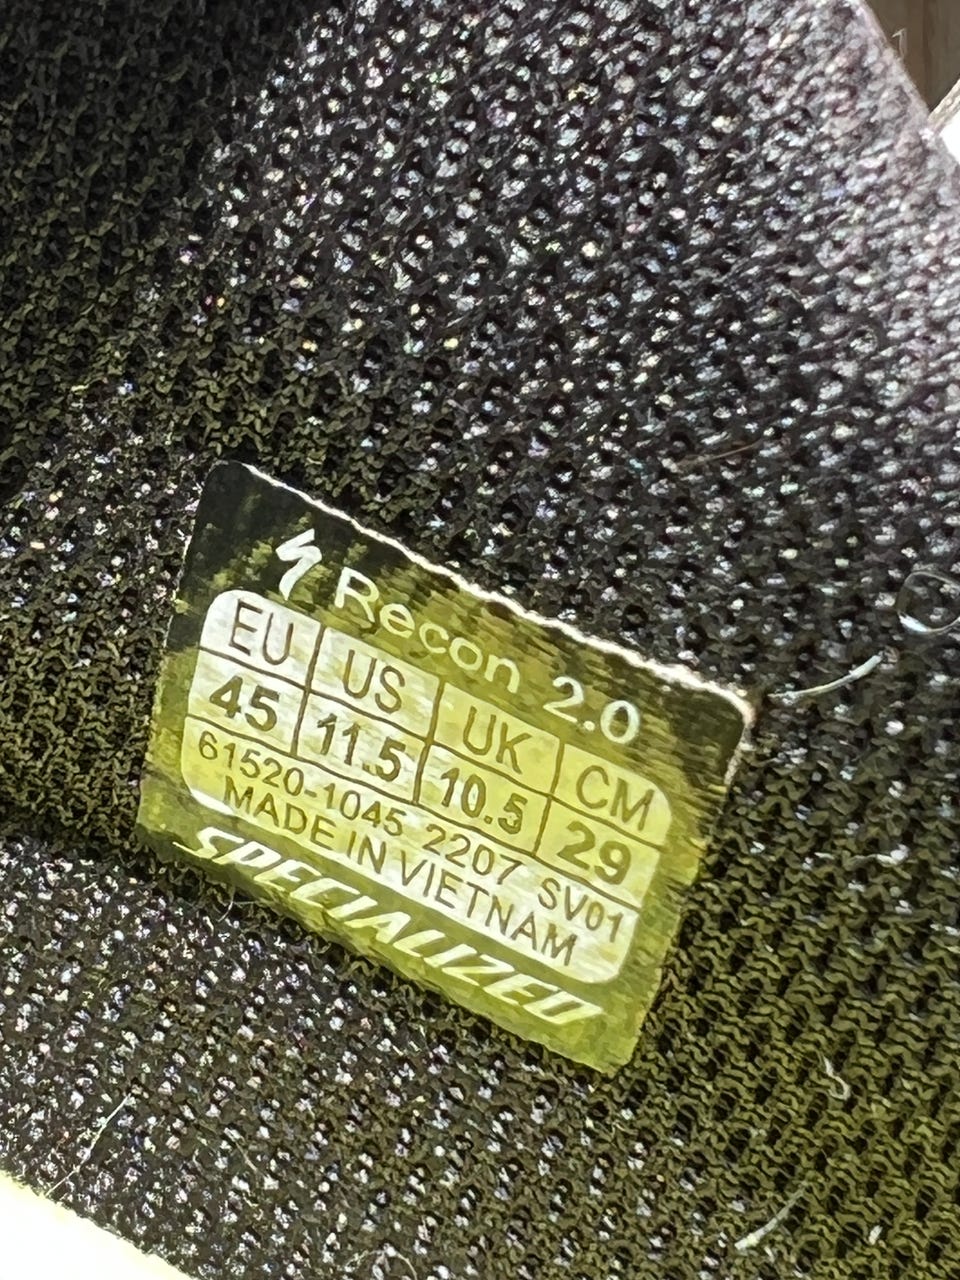 Recon 2.0
EU US UK CM
45 11.5 10.5 29
61520-1045 2207 SV01
MADE IN VIETNAM
SPECIALIZED